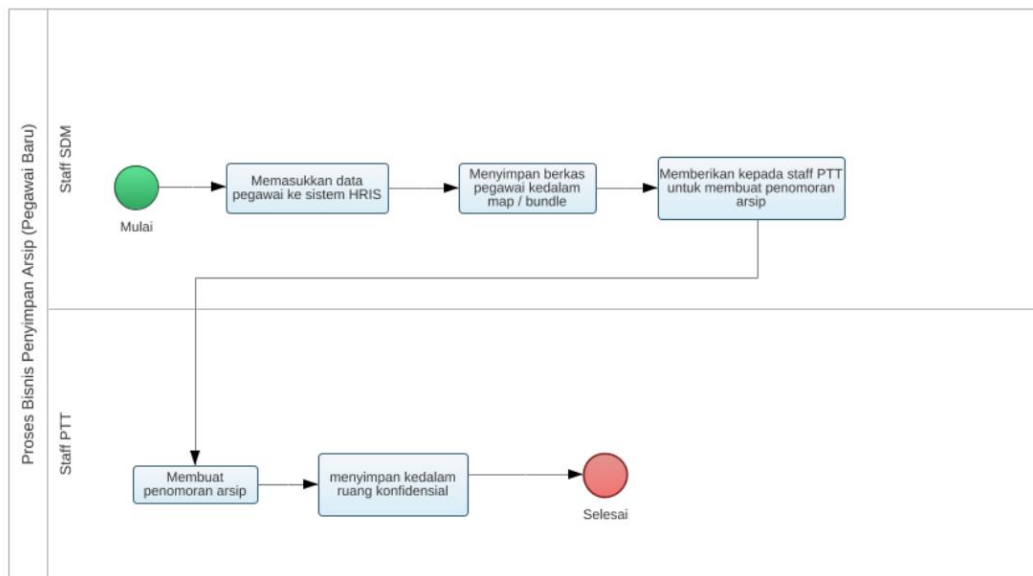 Proses Bisnis Penyimpan Arsip (Pegawai Baru)
Staff SDM
Mulai
Memasukkan data
pegawai ke sistem HRIS
Menyimpan berkas
pegawai kedalam
map / bundle
Memberikan kepada staff PTT
untuk membuat penomoran
arsip
Staff PTT
Membuat
penomoran arsip
menyimpan kedalam
ruang konfidensial
Selesai